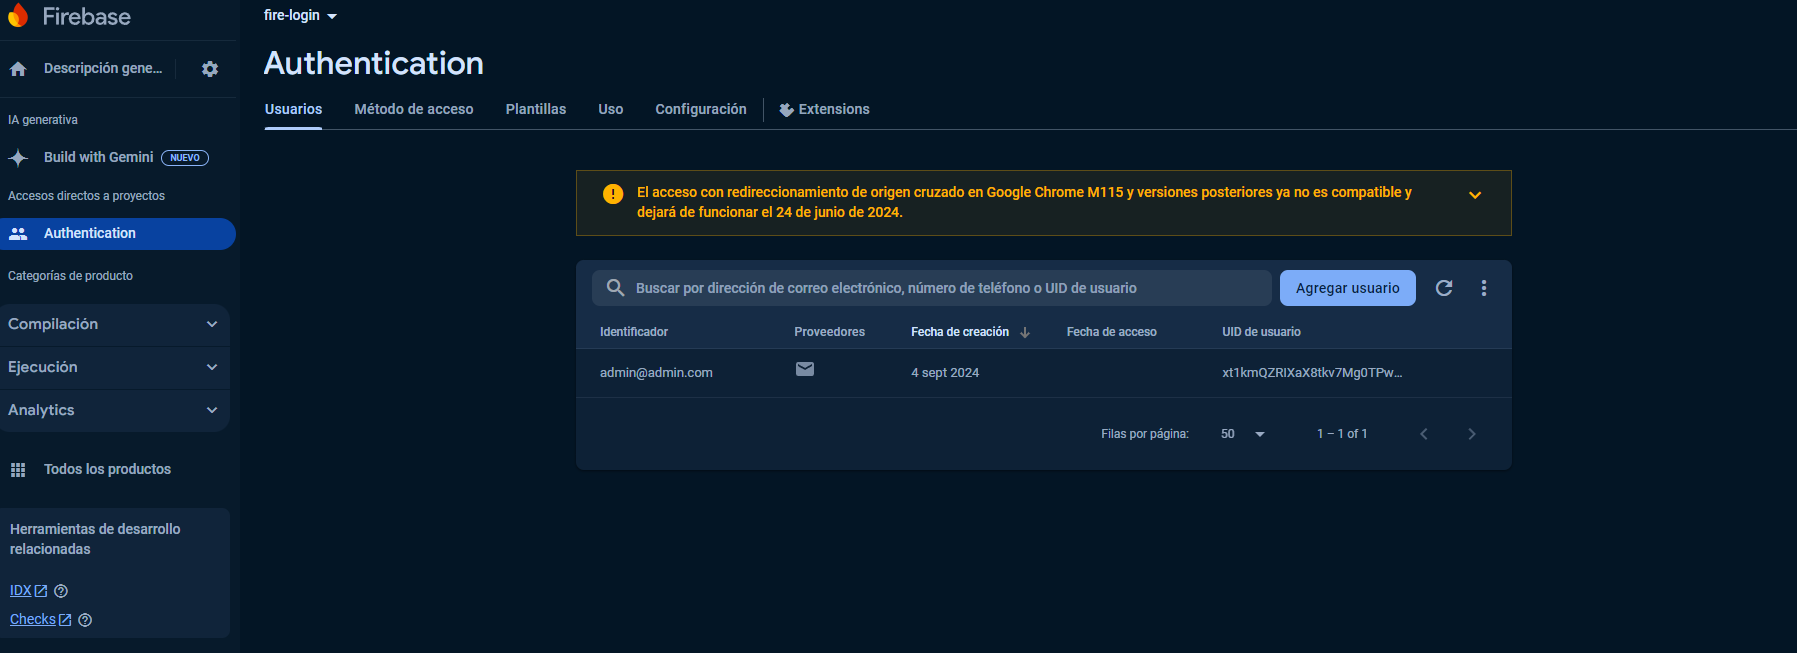 Firebase
Descripción gene...
IA generativa
Build with Gemini NUEVO
Accesos directos a proyectos
Authentication
Categorías de producto
Compilación
Ejecución
Analytics
Todos los productos
Herramientas de desarrollo
relacionadas
IDX
Checks
fire-login
Authentication
Usuarios Método de acceso Plantillas Uso Configuración Extensions
El acceso con redireccionamiento de origen cruzado en Google Chrome M115 y versiones posteriores ya no es compatible y
dejará de funcionar el 24 de junio de 2024.
Buscar por dirección de correo electrónico, número de teléfono o UID de usuario Agregar usuario
Identificador Proveedores Fecha de creación Fecha de acceso UID de usuario
admin@admin.com 4 sept 2024 xt1kmQZRIXaX8tkv7Mg0TPw...
Filas por página: 50 1 – 1 of 1